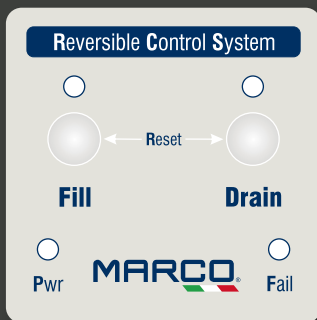 Reversible Control System
Reset
Fill
Drain
Pwr
MARCO®
Fail